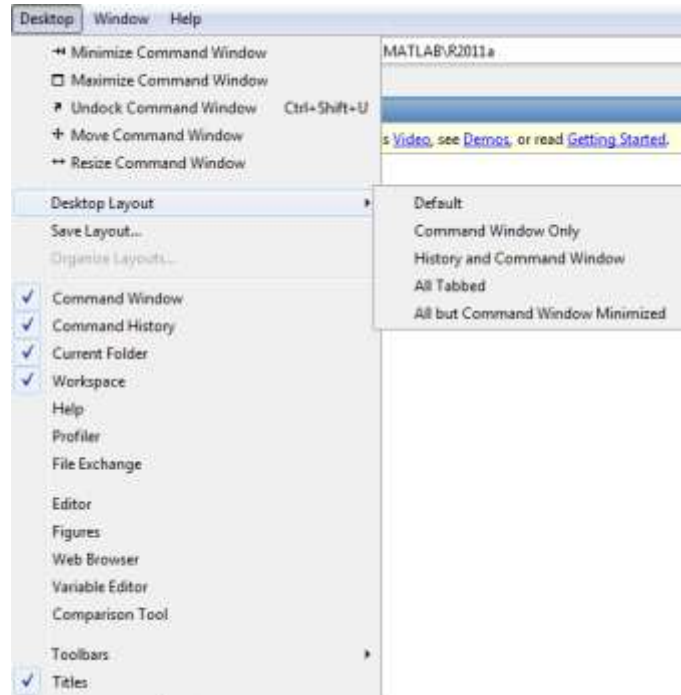 Desktop Window Help
Minimize Command Window
Maximize Command Window
Undock Command Window Ctrl+Shift+U
Move Command Window
Resize Command Window
Desktop Layout
Save Layout...
Organize Layouts...
Command Window
Command History
Current Folder
Workspace
Help
Profiler
File Exchange
Editor
Figures
Web Browser
Variable Editor
Comparison Tool
Toolbars
Titles
MATLAB\R2011a
s Video, see Demos, or read Getting Started.
Default
Command Window Only
History and Command Window
All Tabbed
All but Command Window Minimized